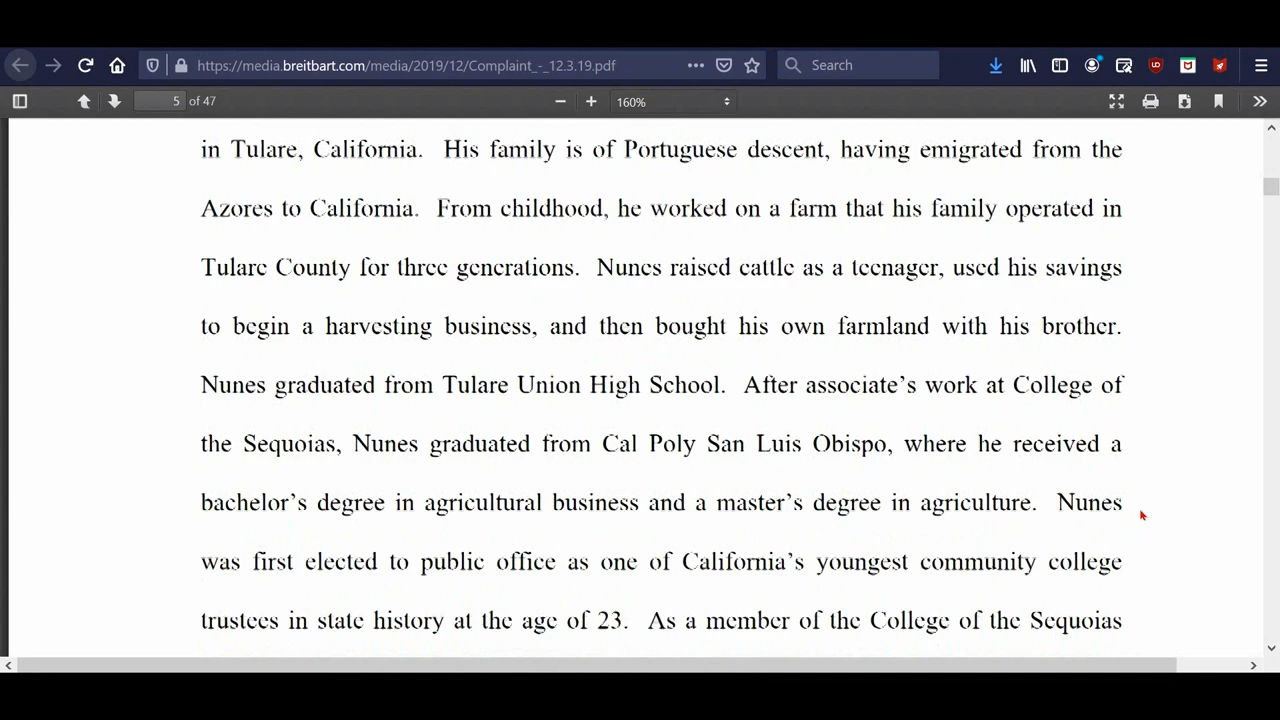 https://media.breitbart.com/media/2019/12/Complaint_-_12.3.19.pdf
Search
5 of 47
160%
in Tulare, California. His family is of Portuguese descent, having emigrated from the
Azores to California. From childhood, he worked on a farm that his family operated in
Tulare County for three generations. Nunes raised cattle as a teenager, used his savings
to begin a harvesting business, and then bought his own farmland with his brother.
Nunes graduated from Tulare Union High School. After associate's work at College of
the Sequoias, Nunes graduated from Cal Poly San Luis Obispo, where he received a
bachelor's degree in agricultural business and a master's degree in agriculture. Nunes
was first elected to public office as one of California's youngest community college
trustees in state history at the age of 23. As a member of the College of the Sequoias